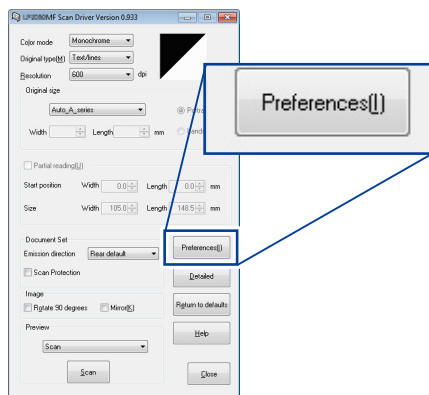 MF Scan Driver Version 0.933
Color mode Monochrome
Original type(M) Text/lines
Resolution 600 dpi
Original size
Auto_A_series
Width Length mm
Partial reading(U)
Start position Width 0.0 Length 0.0 mm
Size Width 105.0 Length 148.5 mm
Document Set
Emission direction Rear default
Scan Protection
Image
Rotate 90 degrees Mirror(K)
Preview
Scan
Scan
Preferences(I)
Detailed
Return to defaults
Help
Close
Preferences(I)